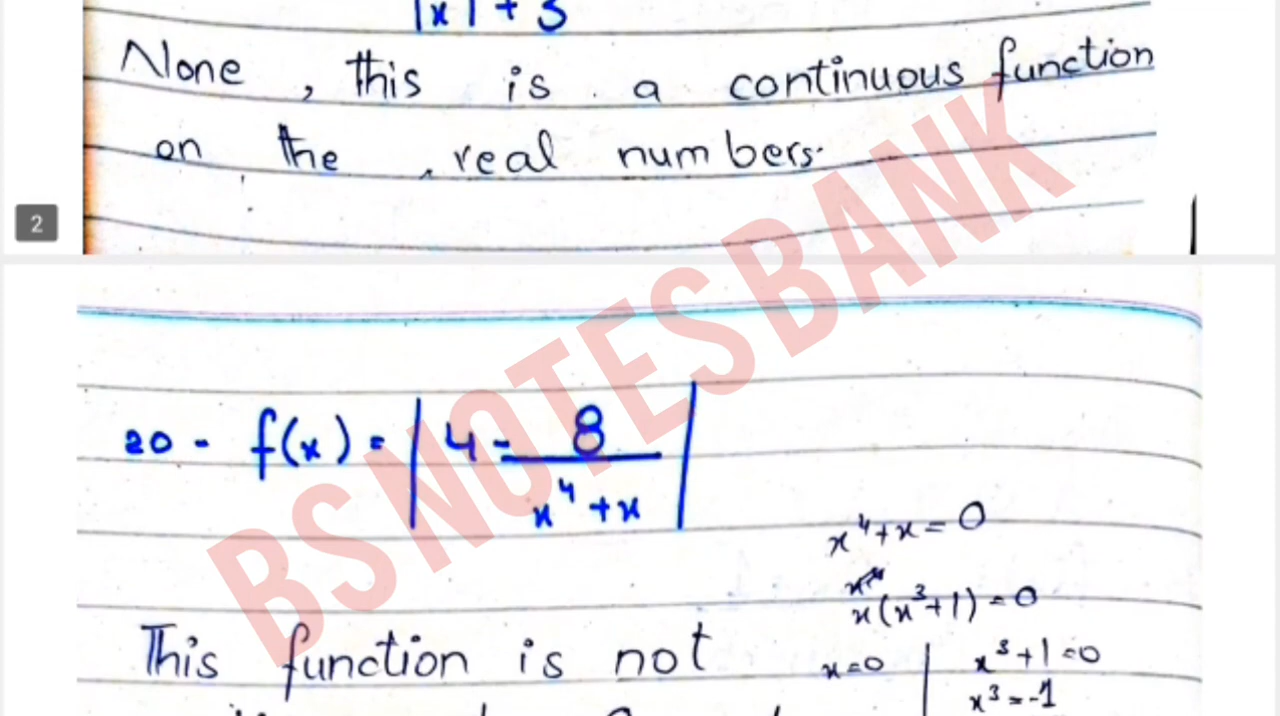 |x| + 3
None, this is a continuous function
on the real numbers.
2
BS NOTES BANK
20 - f(x) = | 4 - 8 / x⁴ + x |
x⁴ + x = 0
x(x³+1) = 0
This function is not
x=0 | x³+1=0
x³=-1